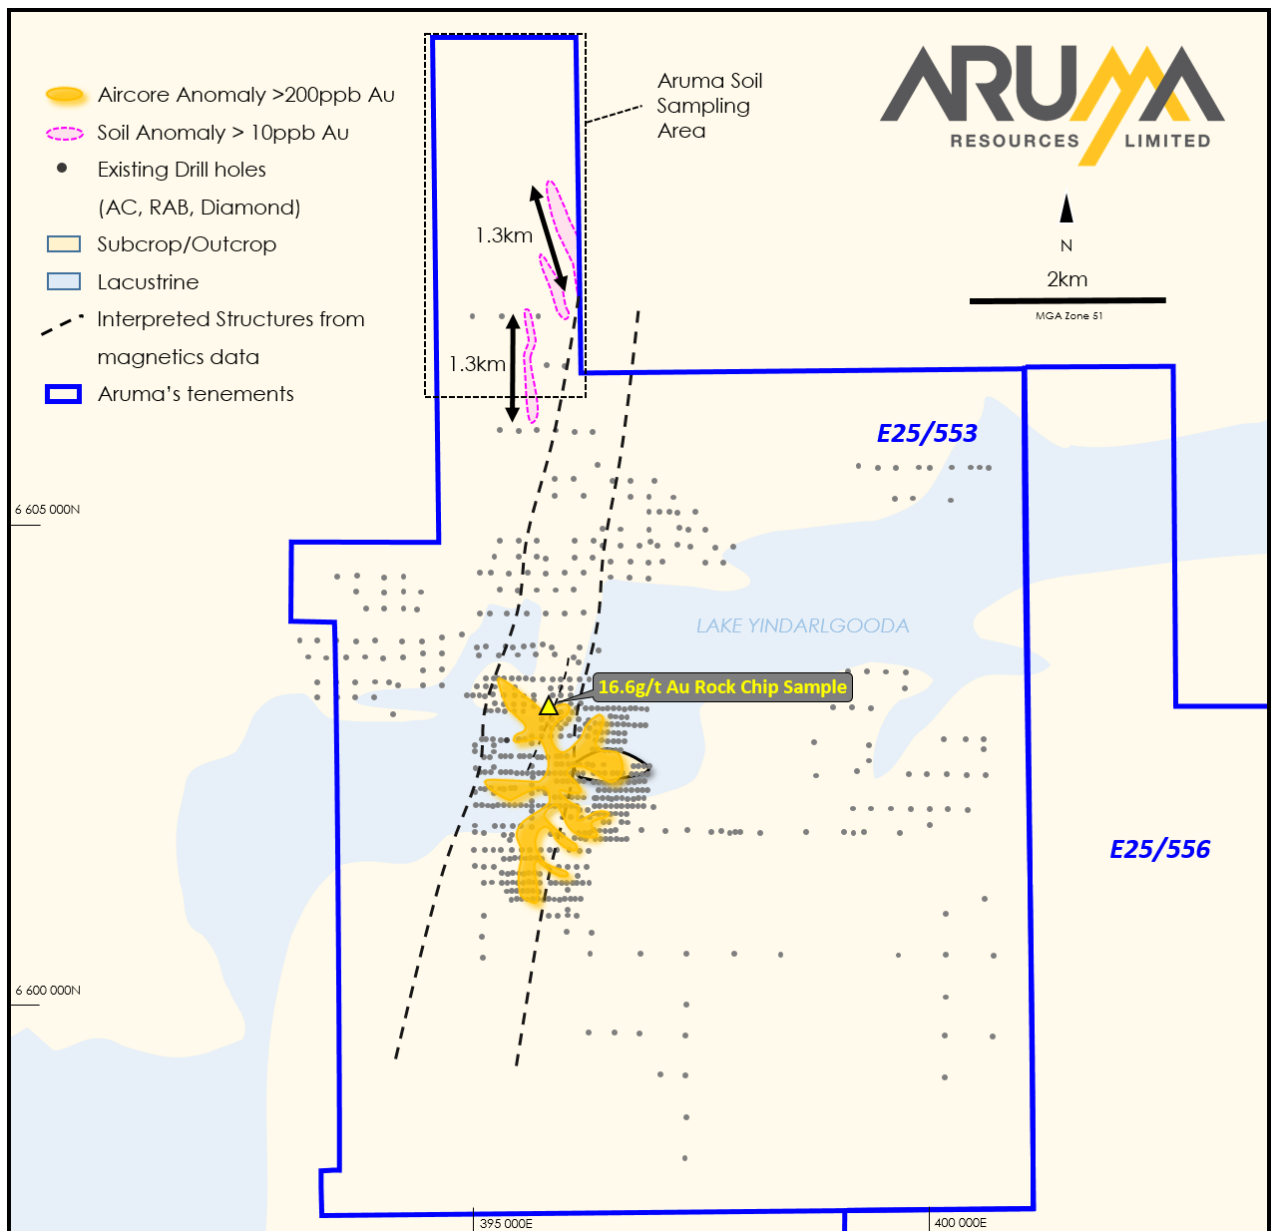 Aircore Anomaly >200ppb Au
Soil Anomaly > 10ppb Au
Existing Drill holes
(AC, RAB, Diamond)
Subcrop/Outcrop
Lacustrine
Interpreted Structures from
magnetics data
Aruma's tenements
Aruma Soil
Sampling
Area
ARUMA
RESOURCES LIMITED
N
2km
MGA Zone 51
1.3km
1.3km
E25/553
6 605 000N
LAKE YINDARLGOODA
16.6g/t Au Rock Chip Sample
E25/556
6 600 000N
395 000E
400 000E